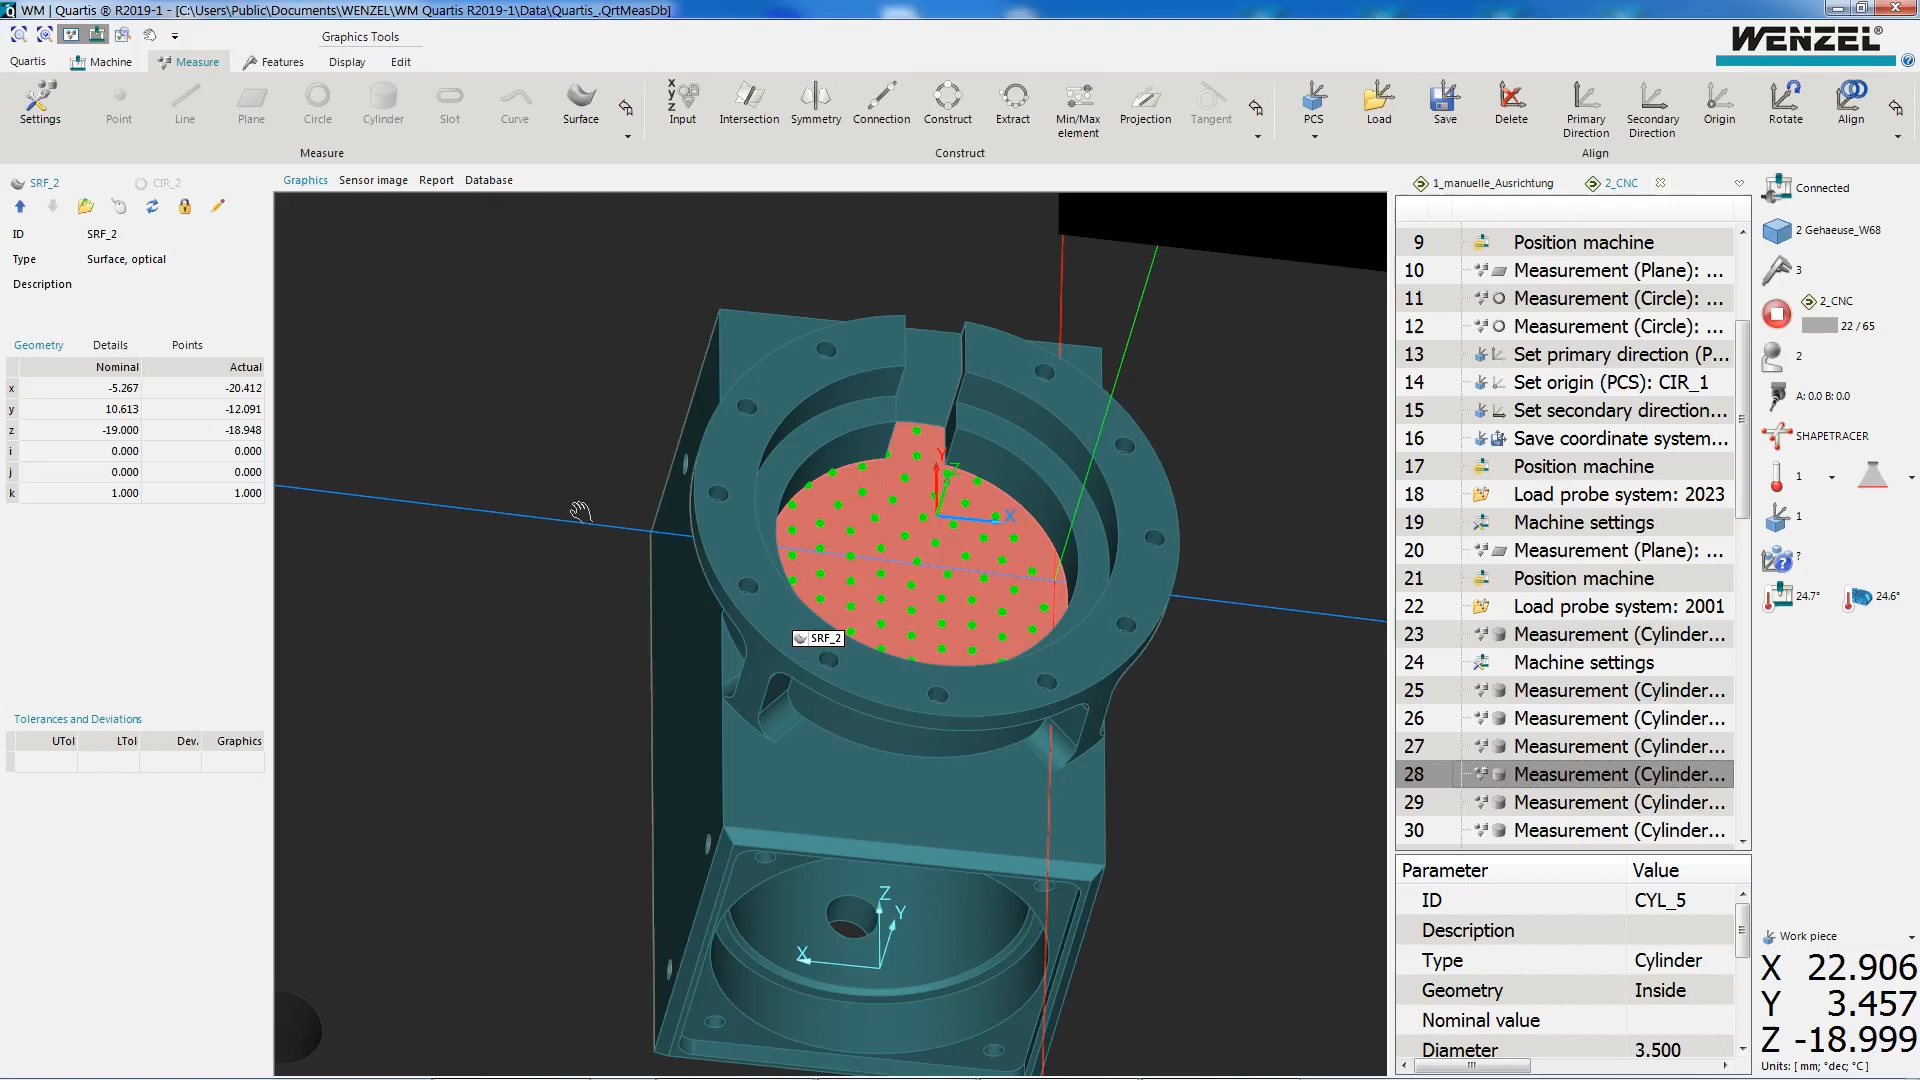 WM | Quartis ® R2019-1 - [C:\Users\Public\Documents\WENZEL\WM Quartis R2019-1\Data\Quartis_.QrtMeasDb]
Graphics Tools
WENZEL®
Quartis Machine Measure Features Display Edit
Settings Point Line Plane Circle Cylinder Slot Curve Surface
Measure
Input Intersection Symmetry Connection Construct Extract Min/Max element Projection Tangent
Construct
PCS Load Save Delete Primary Direction Secondary Direction Origin Rotate Align
Align
SRF_2 CIR_2
ID SRF_2
Type Surface, optical
Description
Geometry Details Points
Nominal Actual
x -5.267 -20.412
y 10.613 -12.091
z -19.000 -18.948
i 0.000 0.000
j 0.000 0.000
k 1.000 1.000
Tolerances and Deviations
UTol LTol Dev. Graphics
Graphics Sensor image Report Database
Y
Z
X
SRF_2
Z
Y
X
1_manuelle_Ausrichtung 2_CNC
9 Position machine
10 Measurement (Plane): ...
11 Measurement (Circle): ...
12 Measurement (Circle): ...
13 Set primary direction (P...
14 Set origin (PCS): CIR_1
15 Set secondary direction...
16 Save coordinate system...
17 Position machine
18 Load probe system: 2023
19 Machine settings
20 Measurement (Plane): ...
21 Position machine
22 Load probe system: 2001
23 Measurement (Cylinder...
24 Machine settings
25 Measurement (Cylinder...
26 Measurement (Cylinder...
27 Measurement (Cylinder...
28 Measurement (Cylinder...
29 Measurement (Cylinder...
30 Measurement (Cylinder...
Parameter Value
ID CYL_5
Description
Type Cylinder
Geometry Inside
Nominal value
Diameter 3.500
Connected
2 Gehaeuse_W68
3
2_CNC
22 / 65
2
A: 0.0 B: 0.0
SHAPETRACER
1
1
?
24.7° 24.6°
Work piece
X 22.906
Y 3.457
Z -18.999
Units: [ mm; °dec; °C ]